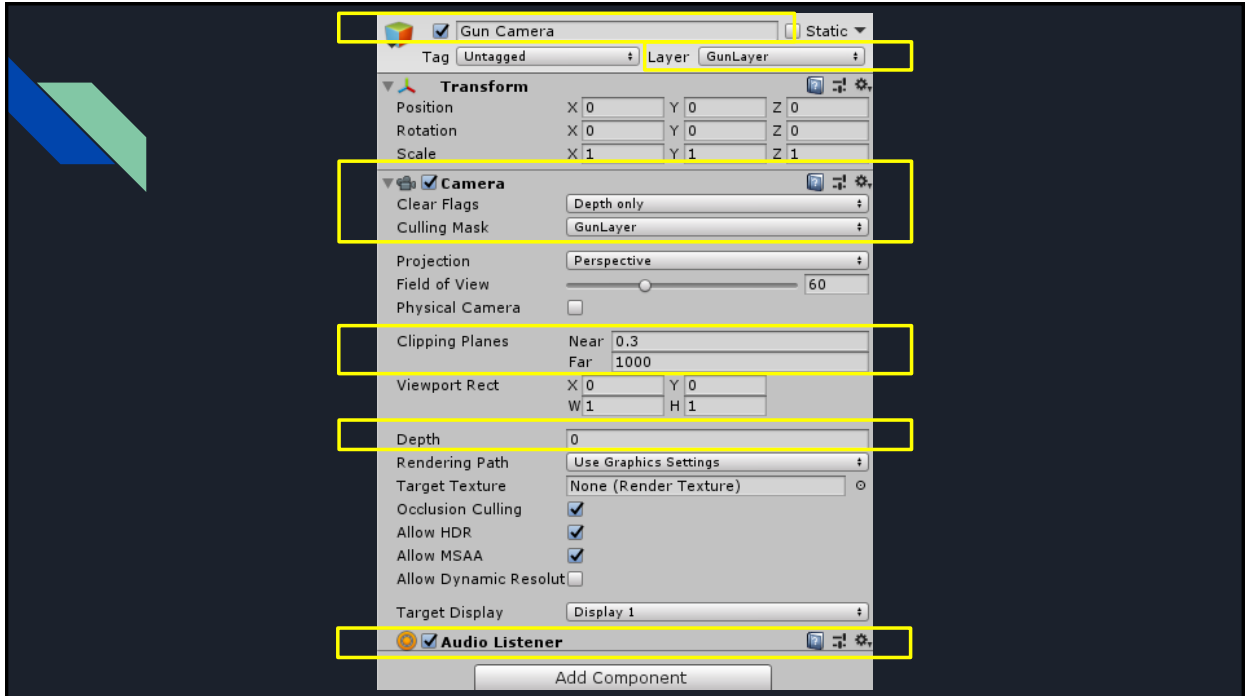 Gun Camera Static
Tag Untagged Layer GunLayer
Transform
Position X 0 Y 0 Z 0
Rotation X 0 Y 0 Z 0
Scale X 1 Y 1 Z 1
Camera
Clear Flags Depth only
Culling Mask GunLayer
Projection Perspective
Field of View 60
Physical Camera
Clipping Planes Near 0.3
Far 1000
Viewport Rect X 0 Y 0
W 1 H 1
Depth 0
Rendering Path Use Graphics Settings
Target Texture None (Render Texture)
Occlusion Culling
Allow HDR
Allow MSAA
Allow Dynamic Resolut
Target Display Display 1
Audio Listener
Add Component